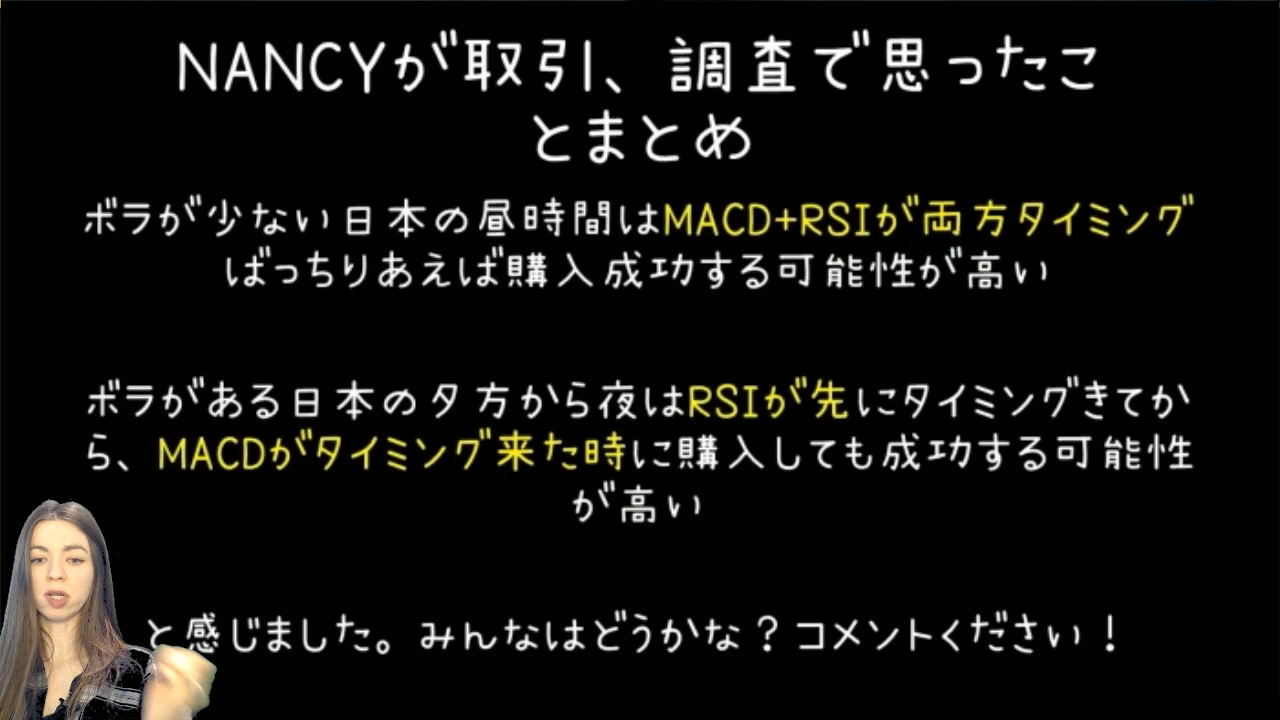 NANCYが取引、調査で思ったこ
とまとめ
ボラが少ない日本の昼時間はMACD+RSIが両方タイミング
ばっちりあえば購入成功する可能性が高い
ボラがある日本の夕方から夜はRSIが先にタイミングきてか
ら、MACDがタイミング来た時に購入しても成功する可能性
が高い
と感じました。みんなはどうかな？コメントください！